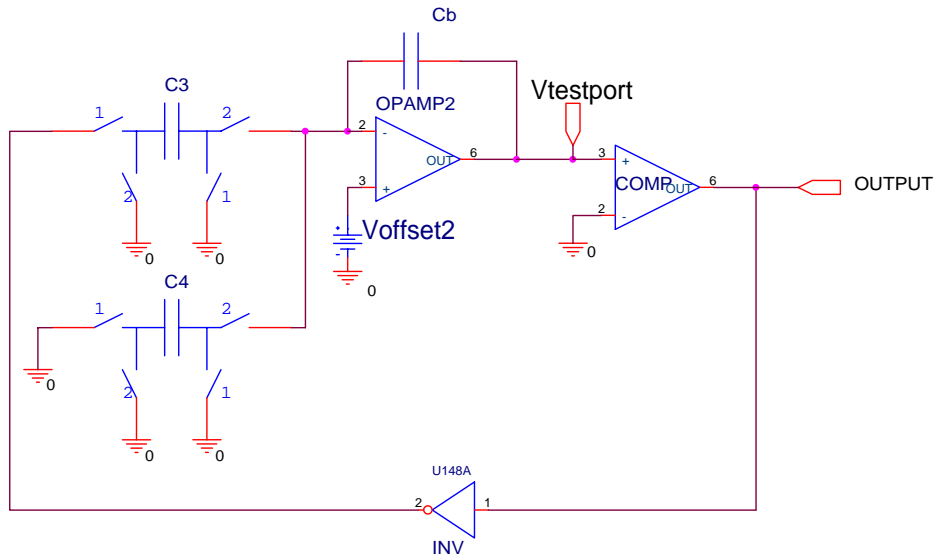 Cb
C3
1
2
OPAMP2
Vtestport
2
-
OUT
6
3
+
3
+
COMP
OUT
6
2
-
OUTPUT
2
1
+
-
Voffset2
0
0
0
0
C4
1
2
0
2
1
0
0
U148A
2
1
INV